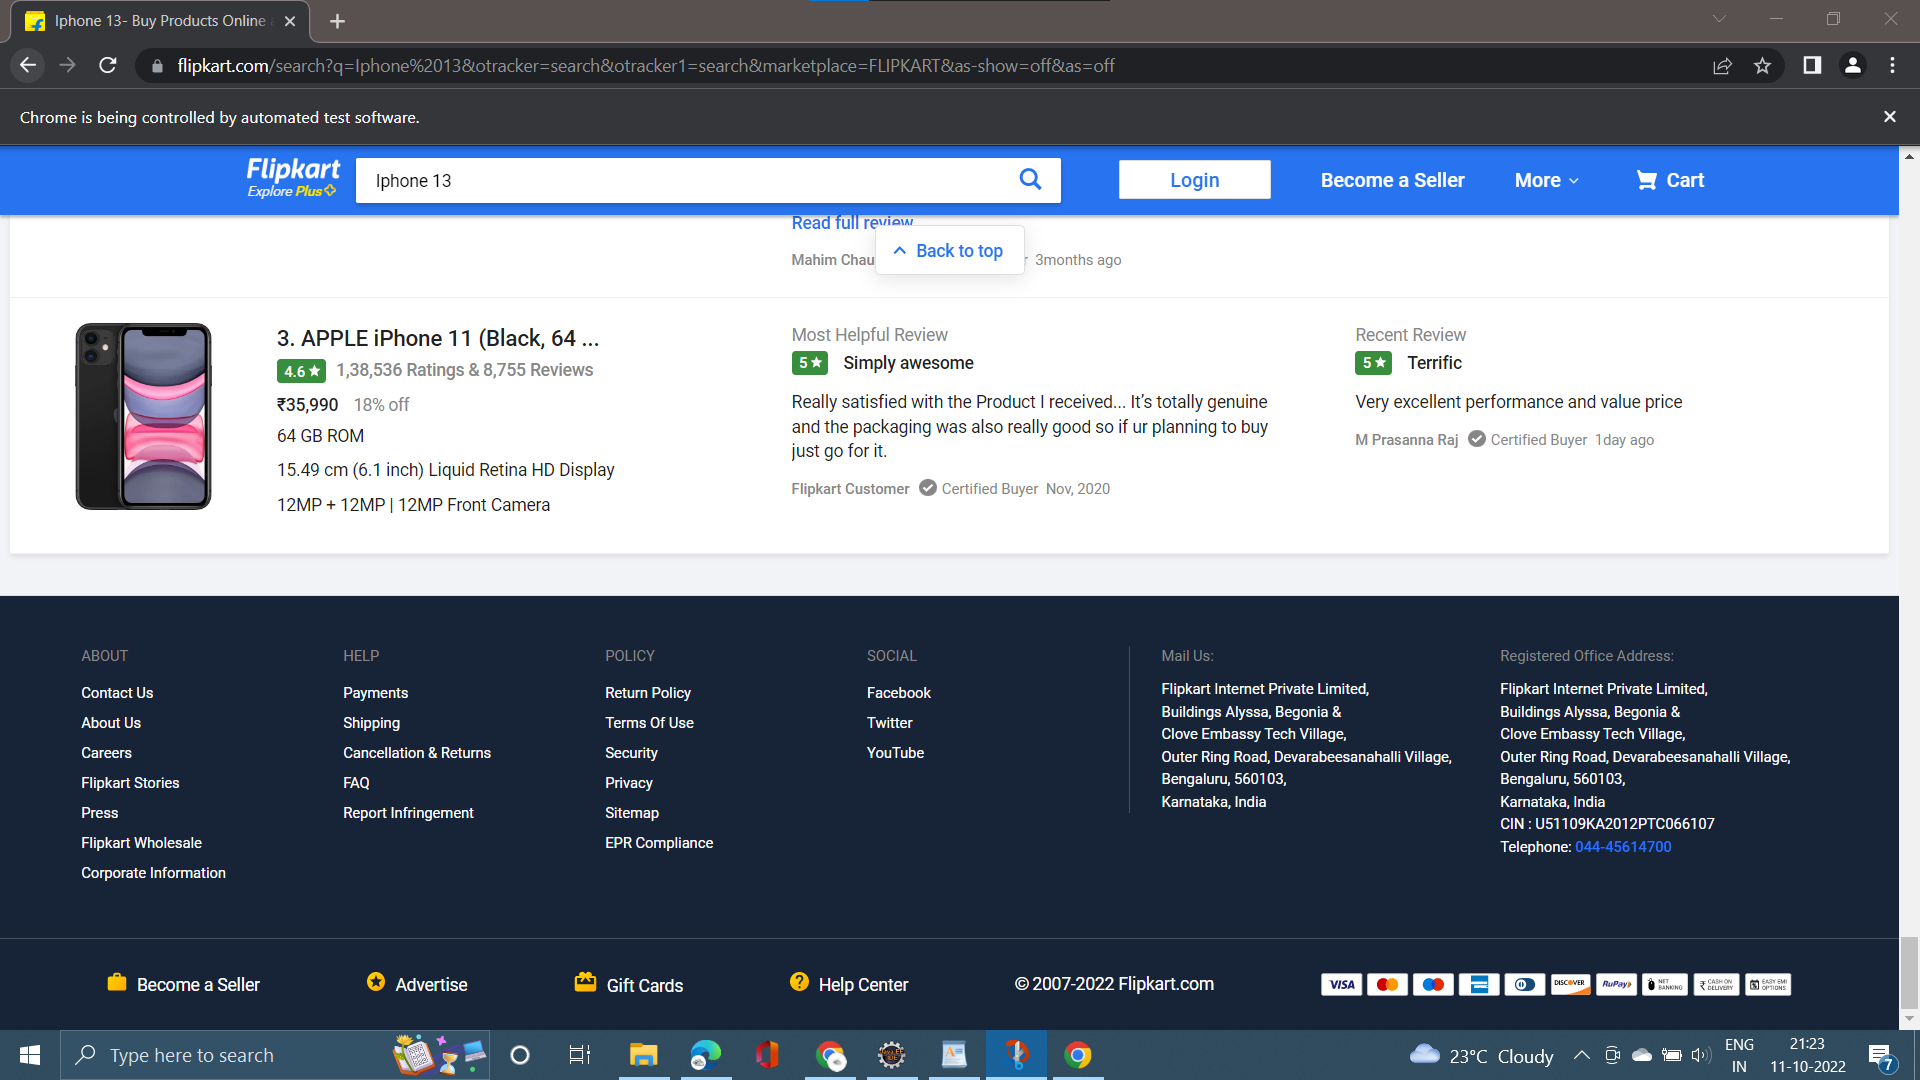 Iphone 13- Buy Products Online
flipkart.com/search?q=Iphone%2013&otracker=search&otracker1=search&marketplace=FLIPKART&as-show=off&as=off
Chrome is being controlled by automated test software.
Flipkart
Explore Plus
Iphone 13
Login
Become a Seller
More
Cart
Read full review
Back to top
Mahim Chau
3months ago
3. APPLE iPhone 11 (Black, 64 ...
4.6★ 1,38,536 Ratings & 8,755 Reviews
₹35,990 18% off
64 GB ROM
15.49 cm (6.1 inch) Liquid Retina HD Display
12MP + 12MP | 12MP Front Camera
Most Helpful Review
5★ Simply awesome
Really satisfied with the Product I received... It's totally genuine
and the packaging was also really good so if ur planning to buy
just go for it.
Flipkart Customer Certified Buyer Nov, 2020
Recent Review
5★ Terrific
Very excellent performance and value price
M Prasanna Raj Certified Buyer 1day ago
ABOUT
Contact Us
About Us
Careers
Flipkart Stories
Press
Flipkart Wholesale
Corporate Information
HELP
Payments
Shipping
Cancellation & Returns
FAQ
Report Infringement
POLICY
Return Policy
Terms Of Use
Security
Privacy
Sitemap
EPR Compliance
SOCIAL
Facebook
Twitter
YouTube
Mail Us:
Flipkart Internet Private Limited,
Buildings Alyssa, Begonia &
Clove Embassy Tech Village,
Outer Ring Road, Devarabeesanahalli Village,
Bengaluru, 560103,
Karnataka, India
Registered Office Address:
Flipkart Internet Private Limited,
Buildings Alyssa, Begonia &
Clove Embassy Tech Village,
Outer Ring Road, Devarabeesanahalli Village,
Bengaluru, 560103,
Karnataka, India
CIN : U51109KA2012PTC066107
Telephone: 044-45614700
Become a Seller
Advertise
Gift Cards
Help Center
© 2007-2022 Flipkart.com
VISA
DISCOVER
RuPay
NET BANKING
CASH ON DELIVERY
EASY EMI OPTIONS
Type here to search
23°C Cloudy
ENG
IN
21:23
11-10-2022
7